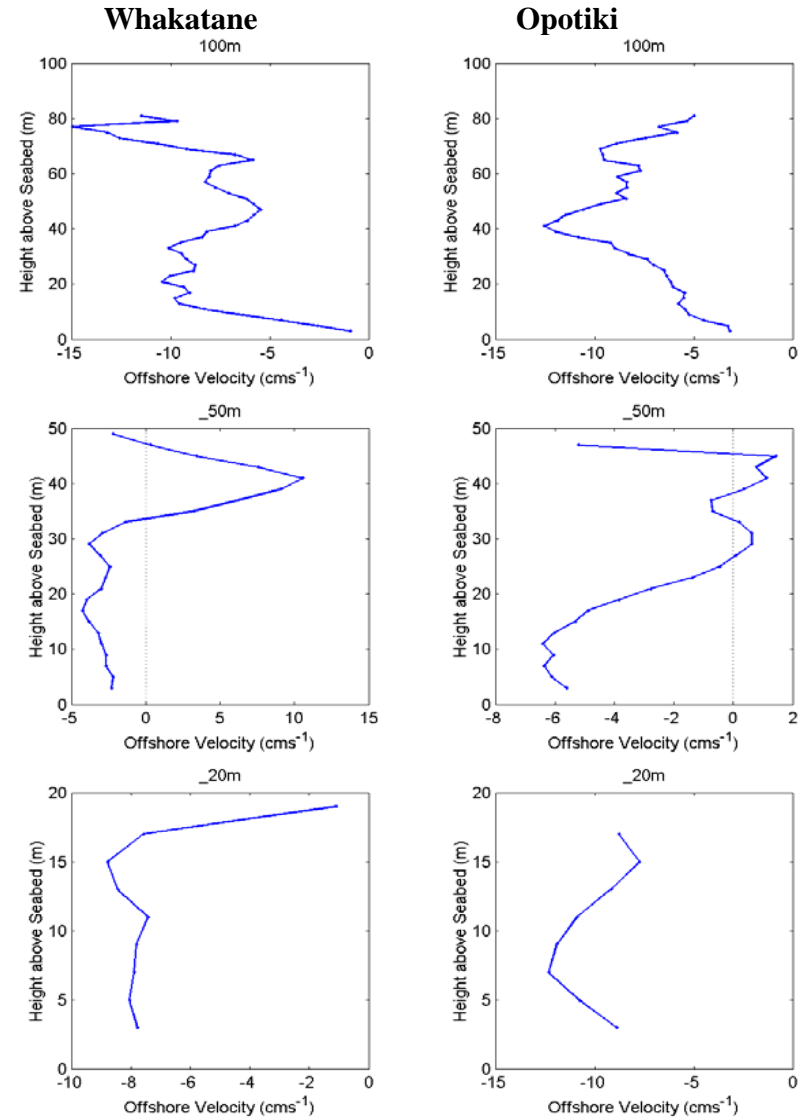 Whakatane Opotiki
100m 100m
100 100
80 80
60 60
40 40
20 20
0 0
-15 -10 -5 0 -15 -10 -5 0
Height above Seabed (m) Height above Seabed (m)
Offshore Velocity (cms⁻¹) Offshore Velocity (cms⁻¹)
_50m _50m
50 50
40 40
30 30
20 20
10 10
0 0
-5 0 5 10 15 -8 -6 -4 -2 0 2
Height above Seabed (m) Height above Seabed (m)
Offshore Velocity (cms⁻¹) Offshore Velocity (cms⁻¹)
_20m _20m
20 20
15 15
10 10
5 5
0 0
-10 -8 -6 -4 -2 0 -15 -10 -5 0
Height above Seabed (m) Height above Seabed (m)
Offshore Velocity (cms⁻¹) Offshore Velocity (cms⁻¹)